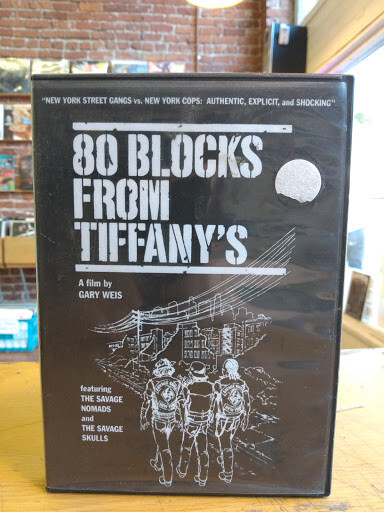 "NEW YORK STREET GANGS vs. NEW YORK COPS: AUTHENTIC, EXPLICIT, and SHOCKING"
80 BLOCKS
FROM
TIFFANY'S
A film by
GARY WEIS
featuring
THE SAVAGE
NOMADS
and
THE SAVAGE
SKULLS